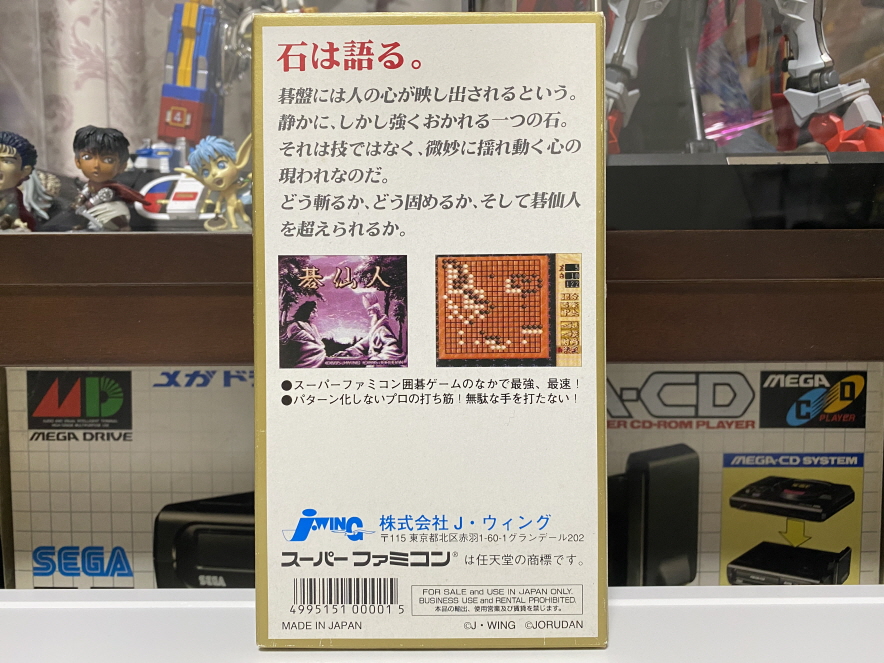 石は語る。
碁盤には人の心が映し出されるという。
静かに、しかし強くおかれる一つの石。
それは技ではなく、微妙に揺れ動く心の
現われなのだ。
どう斬るか、どう固めるか、そして碁仙人
を超えられるか。
碁仙人
●スーパーファミコン囲碁ゲームのなかで最強、最速！
●パターン化しないプロの打ち筋！無駄な手を打たない！
J・WING
株式会社J・ウィング
〒115 東京都北区赤羽1-60-1グランデール202
スーパーファミコン®は任天堂の商標です。
4995151 00001 5
FOR SALE and USE IN JAPAN ONLY.
BUSINESS USE and RENTAL PROHIBITED.
本品の輸出、使用営業及び賃貸を禁じます。
MADE IN JAPAN
©J・WING ©JORUDAN
4
MD
MEGA DRIVE
メガド
SEGA
SEGA
A-CD
ER CD-ROM PLAYER
MEGA
CD
PLAYER
MEGA-CD SYSTEM